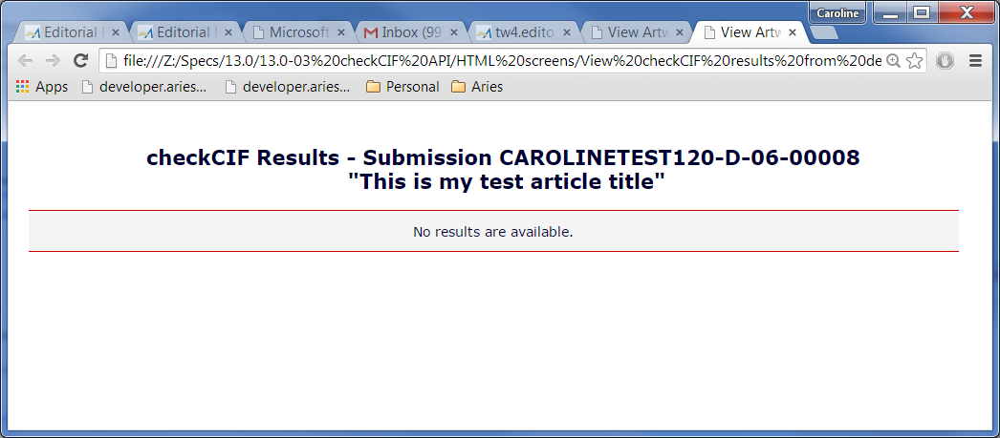 Caroline
Editorial
Editorial
Microsoft
Inbox (99
tw4.edito
View Artw
View Artw
file:///Z:/Specs/13.0/13.0-03%20checkCIF%20API/HTML%20screens/View%20checkCIF%20results%20from%20de
Apps developer.aries... developer.aries... Personal Aries
checkCIF Results - Submission CAROLINETEST120-D-06-00008
"This is my test article title"
No results are available.